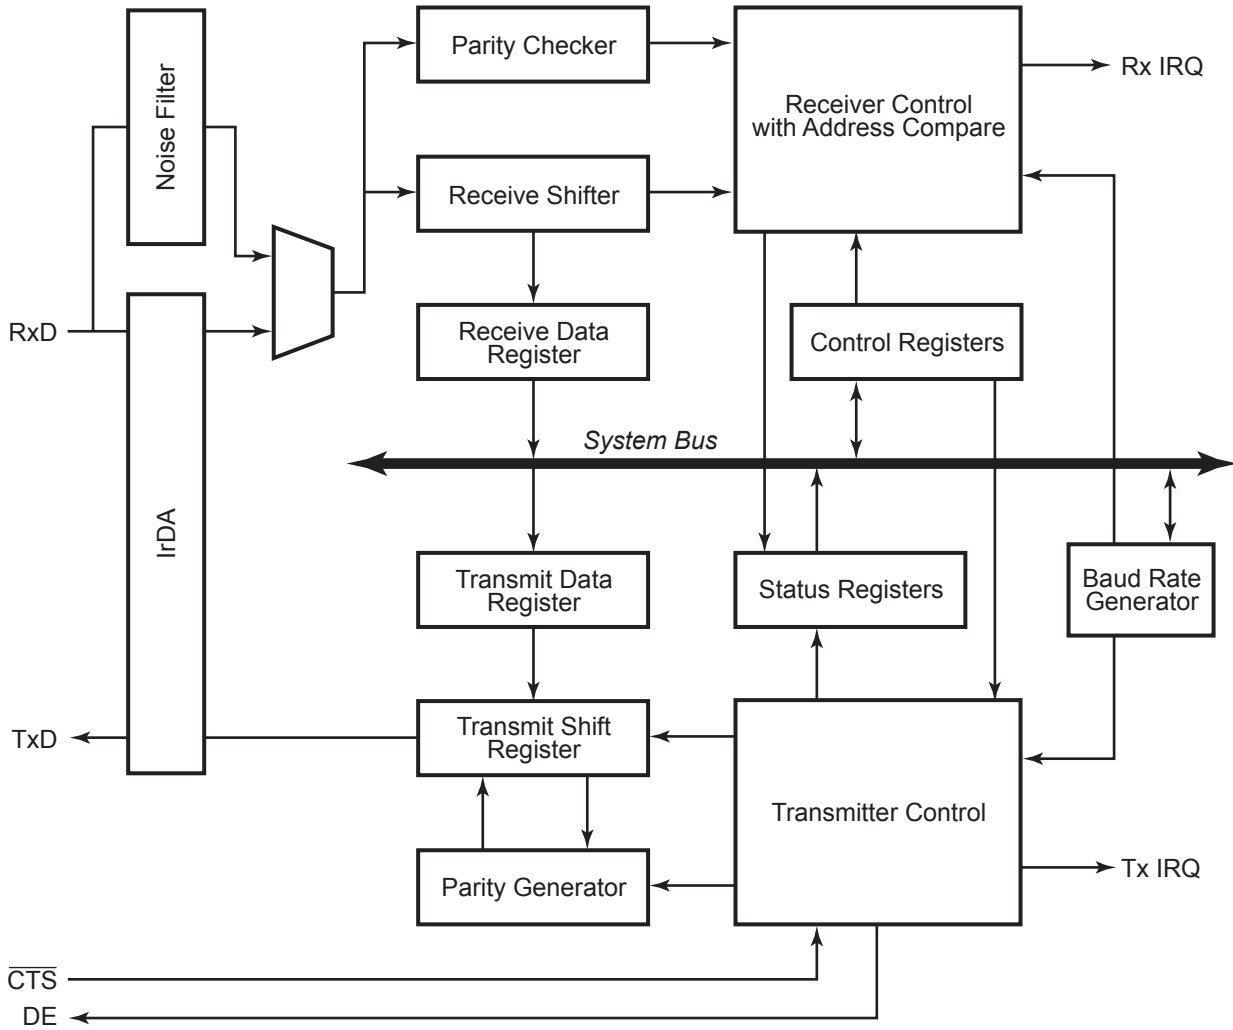 Noise Filter
Parity Checker
Receiver Control
with Address Compare
Rx IRQ
Receive Shifter
RxD
Receive Data
Register
Control Registers
System Bus
IrDA
Transmit Data
Register
Status Registers
Baud Rate
Generator
TxD
Transmit Shift
Register
Transmitter Control
Parity Generator
Tx IRQ
C̅T̅S̅
DE